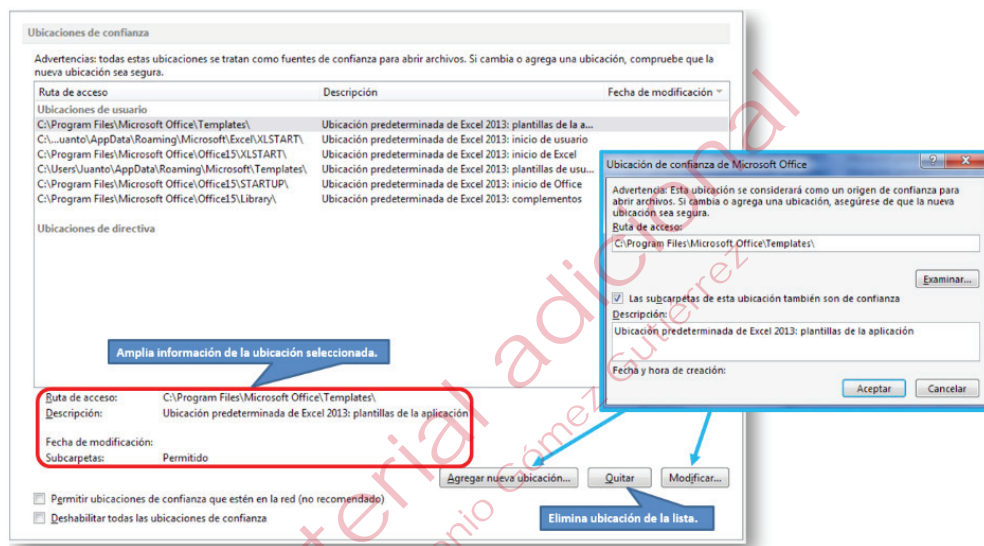 Ubicaciones de confianza
Advertencias: todas estas ubicaciones se tratan como fuentes de confianza para abrir archivos. Si cambia o agrega una ubicación, compruebe que la
nueva ubicación sea segura.
Ruta de acceso Descripción Fecha de modificación
Ubicaciones de usuario
C:\Program Files\Microsoft Office\Templates\ Ubicación predeterminada de Excel 2013: plantillas de la a...
C:\...uanto\AppData\Roaming\Microsoft\Excel\XLSTART\ Ubicación predeterminada de Excel 2013: inicio de usuario
C:\Program Files\Microsoft Office\Office15\XLSTART\ Ubicación predeterminada de Excel 2013: inicio de Excel
C:\Users\Juanto\AppData\Roaming\Microsoft\Templates\ Ubicación predeterminada de Excel 2013: plantillas de usu...
C:\Program Files\Microsoft Office\Office15\STARTUP\ Ubicación predeterminada de Excel 2013: inicio de Office
C:\Program Files\Microsoft Office\Office15\Library\ Ubicación predeterminada de Excel 2013: complementos
Ubicaciones de directiva
Amplia información de la ubicación seleccionada.
Ruta de acceso: C:\Program Files\Microsoft Office\Templates\
Descripción: Ubicación predeterminada de Excel 2013: plantillas de la aplicación
Fecha de modificación:
Subcarpetas: Permitido
Agregar nueva ubicación... Quitar Modificar...
Permitir ubicaciones de confianza que estén en la red (no recomendado)
Deshabilitar todas las ubicaciones de confianza
Elimina ubicación de la lista.
Ubicación de confianza de Microsoft Office
Advertencia: Esta ubicación se considerará como un origen de confianza para
abrir archivos. Si cambia o agrega una ubicación, asegúrese de que la nueva
ubicación sea segura.
Ruta de acceso:
C:\Program Files\Microsoft Office\Templates\
Examinar...
Las subcarpetas de esta ubicación también son de confianza
Descripción:
Ubicación predeterminada de Excel 2013: plantillas de la aplicación
Fecha y hora de creación:
Aceptar Cancelar
terial adicional
onio Gómez Gutiérrez